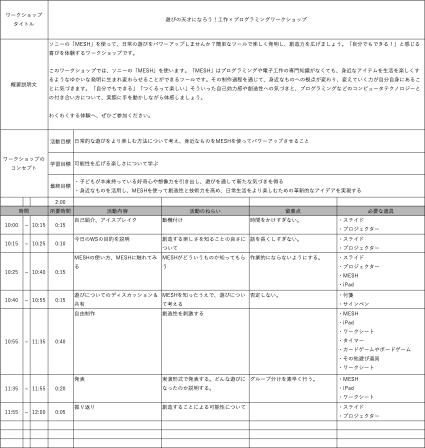 ワークショップ
タイトル
遊びの天才になろう！工作×プログラミングワークショップ
概要説明文
ソニーの「MESH」を使って、日常の遊びをパワーアップしませんか？簡単なツールで楽しく発明し、創造力を広げましょう。「自分でもできる！」と感じる
喜びを体験するワークショップです。
このワークショップでは、ソニーの「MESH」を使います。「MESH」はプログラミングや電子工作の専門知識がなくても、身近なアイテムを生活を楽しくす
るようなゆかいな発明に生まれ変わらせることができるツールです。その制作過程を通じて、身近なものへの視点が変わり、変えていく力が自分自身にあるこ
とに気づきます。「自分でもできる」「つくるって楽しい」そういった自己効力感や創造性への気づきと、プログラミングなどのコンピュータテクノロジーと
の付き合い方について、実際に手を動かしながら体感しましょう。
わくわくする体験へ、ぜひご参加ください。
ワークショップの
コンセプト
活動目標
日常的な遊びをより楽しむ方法について考え、身近なものをMESHを使ってパワーアップさせること
学習目標
可能性を広げる楽しさについて学ぶ
最終目標
・子どもが本来持っている好奇心や想像力を引き出し、遊びを通して新たな気づきを得る
・身近なものを活用し、MESHを使って創造性と技術力を高め、日常生活をより楽しむための革新的なアイデアを実現する
2:00
時間 所要時間 活動内容 活動のねらい 留意点 必要な道具
10:00 ~ 10:15 0:15 自己紹介、アイスブレイク 動機付け 時間をかけすぎない。 ・スライド
・プロジェクター
10:15 ~ 10:25 0:10 今日のWSの目的を説明 創造する楽しさを知ることの良さに
ついて 話を長くしすぎない。 ・スライド
・プロジェクター
10:25 ~ 10:40 0:15 MESHの使い方、MESHに触れてみ
る MESHがどういうものか知ってもら
う 作業的にならないようにする。 ・スライド
・プロジェクター
・MESH
・iPad
10:40 ~ 10:55 0:15 遊びについてのディスカッション＆
共有 MESHを知ったうえで、遊びについ
て考える 否定しない。 ・付箋
・サインペン
10:55 ~ 11:35 0:40 自由制作 創造性を刺激する ・MESH
・iPad
・ワークシート
・タイマー
・カードゲームやボードゲーム
・その他遊び道具
・ワークシート
11:35 ~ 11:55 0:20 発表 実演形式で発表する。どんな遊びに
なったのか説明する。 グループ分けを素早く行う。 ・MESH
・iPad
・ワークシート
11:55 ~ 12:00 0:05 振り返り 創造することによる可能性について ・スライド
・プロジェクター